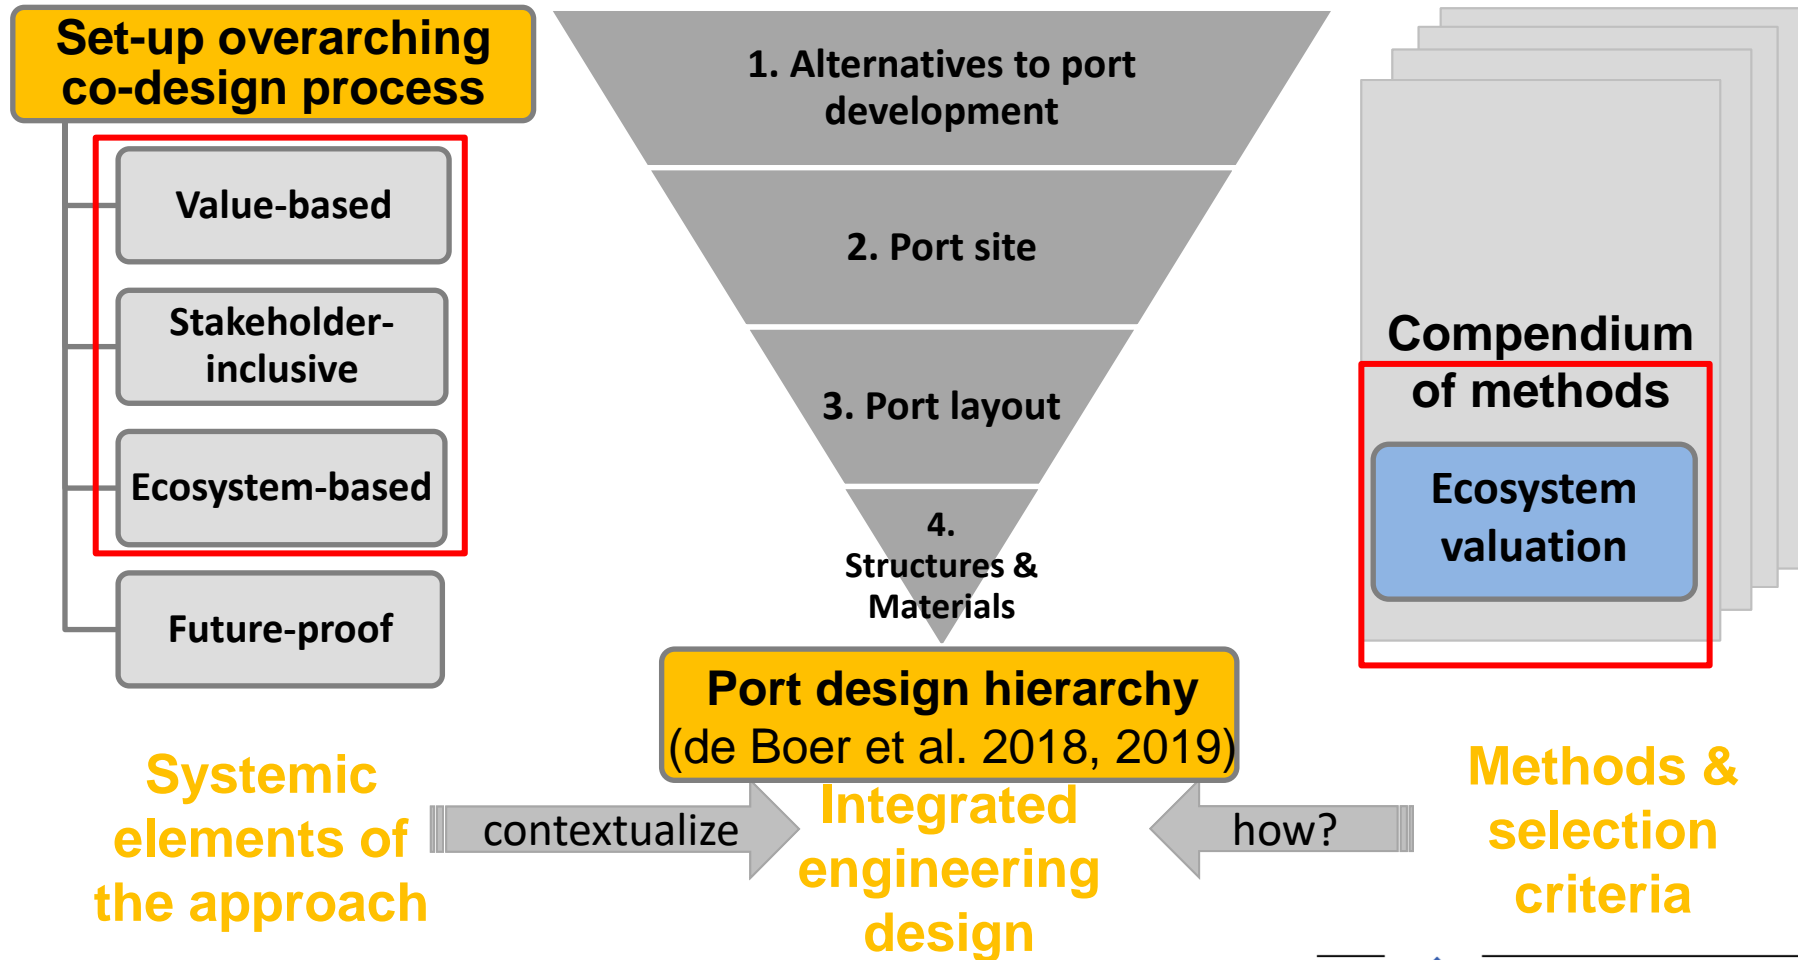 Set-up overarching
co-design process
Value-based
Stakeholder-
inclusive
Ecosystem-based
Future-proof
1. Alternatives to port
development
2. Port site
3. Port layout
4.
Structures &
Materials
Port design hierarchy
(de Boer et al. 2018, 2019)
Compendium
of methods
Ecosystem
valuation
Systemic
elements of
the approach
contextualize
Integrated
engineering
design
how?
Methods &
selection
criteria